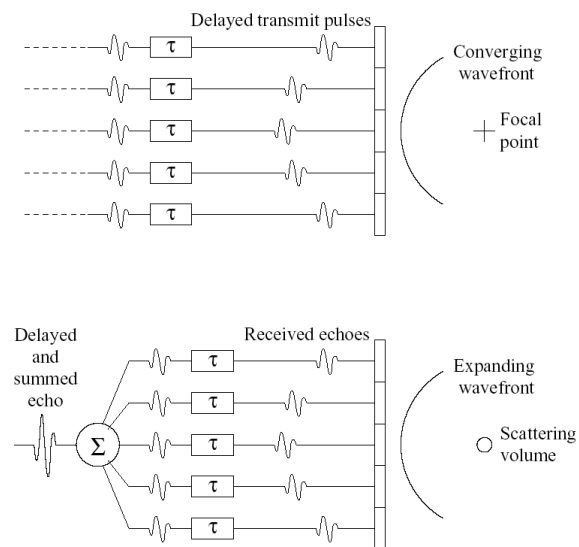 Delayed transmit pulses
τ
τ
τ
τ
τ
Converging
wavefront
Focal
point
Delayed
and
summed
echo
Σ
Received echoes
τ
τ
τ
τ
τ
Expanding
wavefront
Scattering
volume